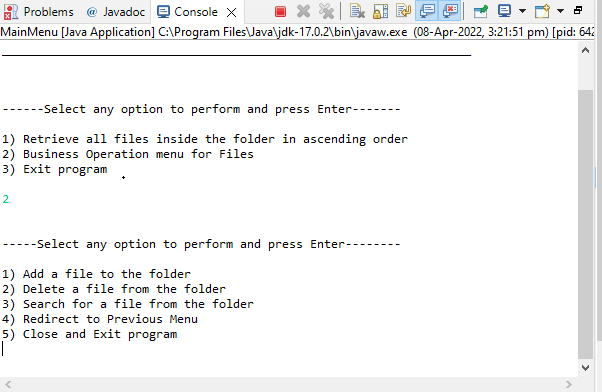 Problems @ Javadoc Console
MainMenu [Java Application] C:\Program Files\Java\jdk-17.0.2\bin\javaw.exe (08-Apr-2022, 3:21:51 pm) [pid: 642
------Select any option to perform and press Enter-------
1) Retrieve all files inside the folder in ascending order
2) Business Operation menu for Files
3) Exit program
2
-----Select any option to perform and press Enter--------
1) Add a file to the folder
2) Delete a file from the folder
3) Search for a file from the folder
4) Redirect to Previous Menu
5) Close and Exit program